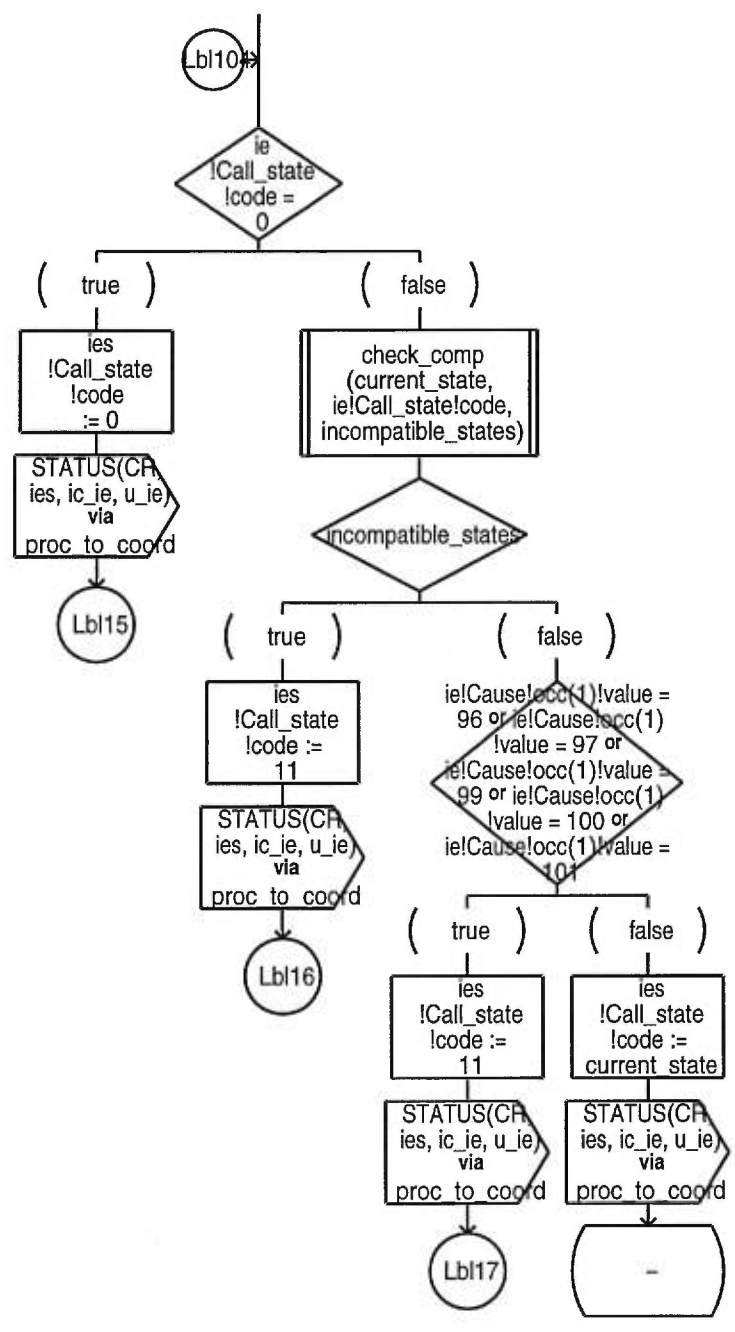 Lbl104
ie
!Call_state
!code =
0
true
false
ies
!Call_state
!code
:= 0
check_comp
(current_state,
ie!Call_state!code,
incompatible_states)
STATUS(CR,
ies, ic_ie, u_ie)
via
proc_to_coord
incompatible_states
Lbl15
true
false
ies
!Call_state
!code :=
11
ie!Cause!occ(1)!value =
96 or ie!Cause!occ(1)
!value = 97 or
ie!Cause!occ(1)!value =
99 or ie!Cause!occ(1)
!value = 100 or
ie!Cause!occ(1)!value =
101
STATUS(CR,
ies, ic_ie, u_ie)
via
proc_to_coord
Lbl16
true
false
ies
!Call_state
!code :=
11
ies
!Call_state
!code :=
current_state
STATUS(CR,
ies, ic_ie, u_ie)
via
proc_to_coord
STATUS(CR,
ies, ic_ie, u_ie)
via
proc_to_coord
Lbl17
–